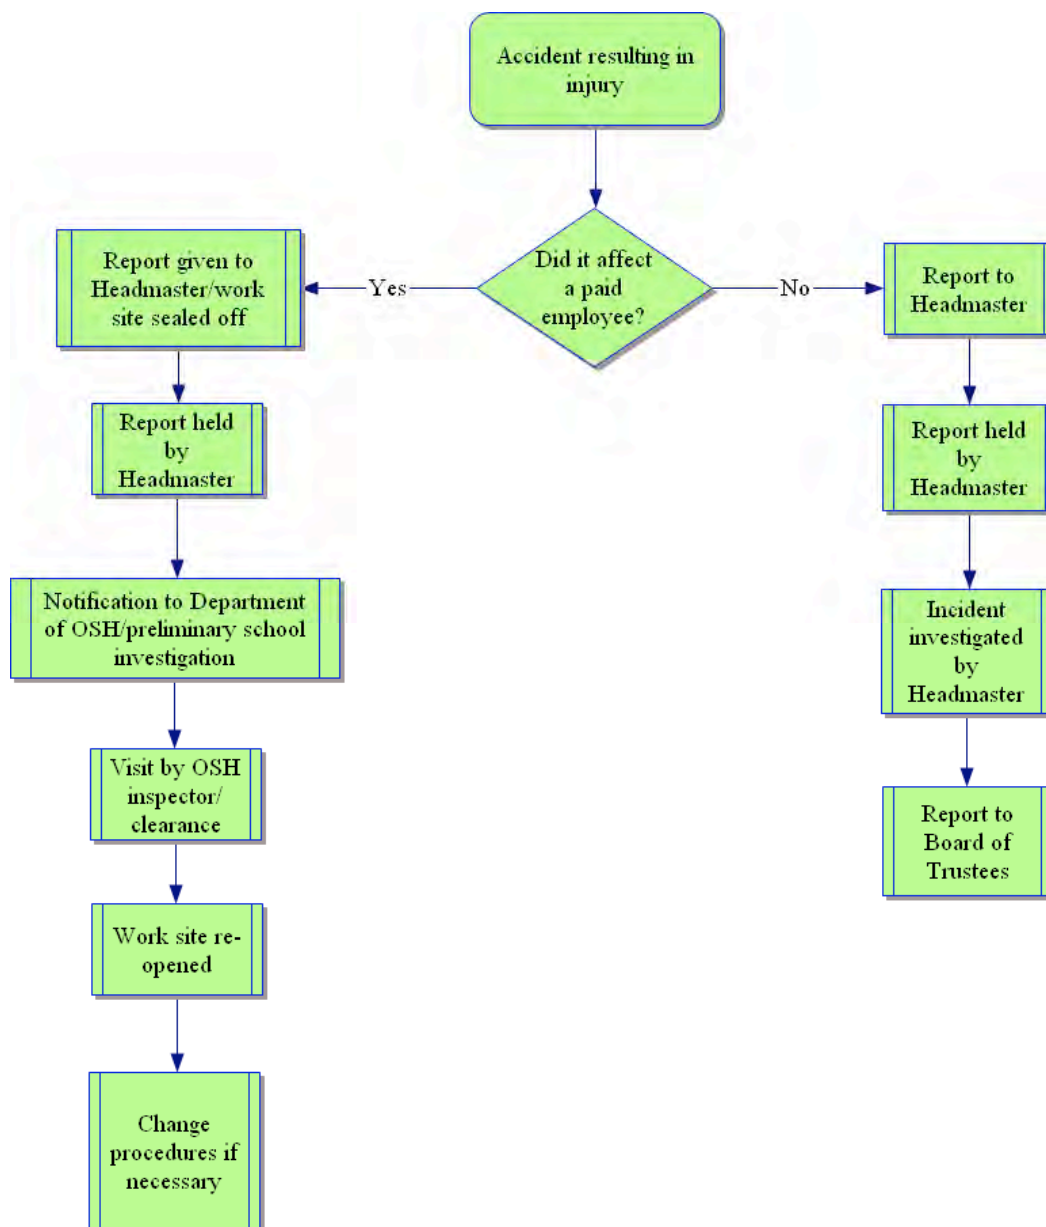 Accident resulting in
injury
Did it affect
a paid
employee?
Yes
No
Report given to
Headmaster/work
site sealed off
Report held
by
Headmaster
Notification to Department
of OSH/preliminary school
investigation
Visit by OSH
inspector/
clearance
Work site re-
opened
Change
procedures if
necessary
Report to
Headmaster
Report held
by
Headmaster
Incident
investigated
by
Headmaster
Report to
Board of
Trustees